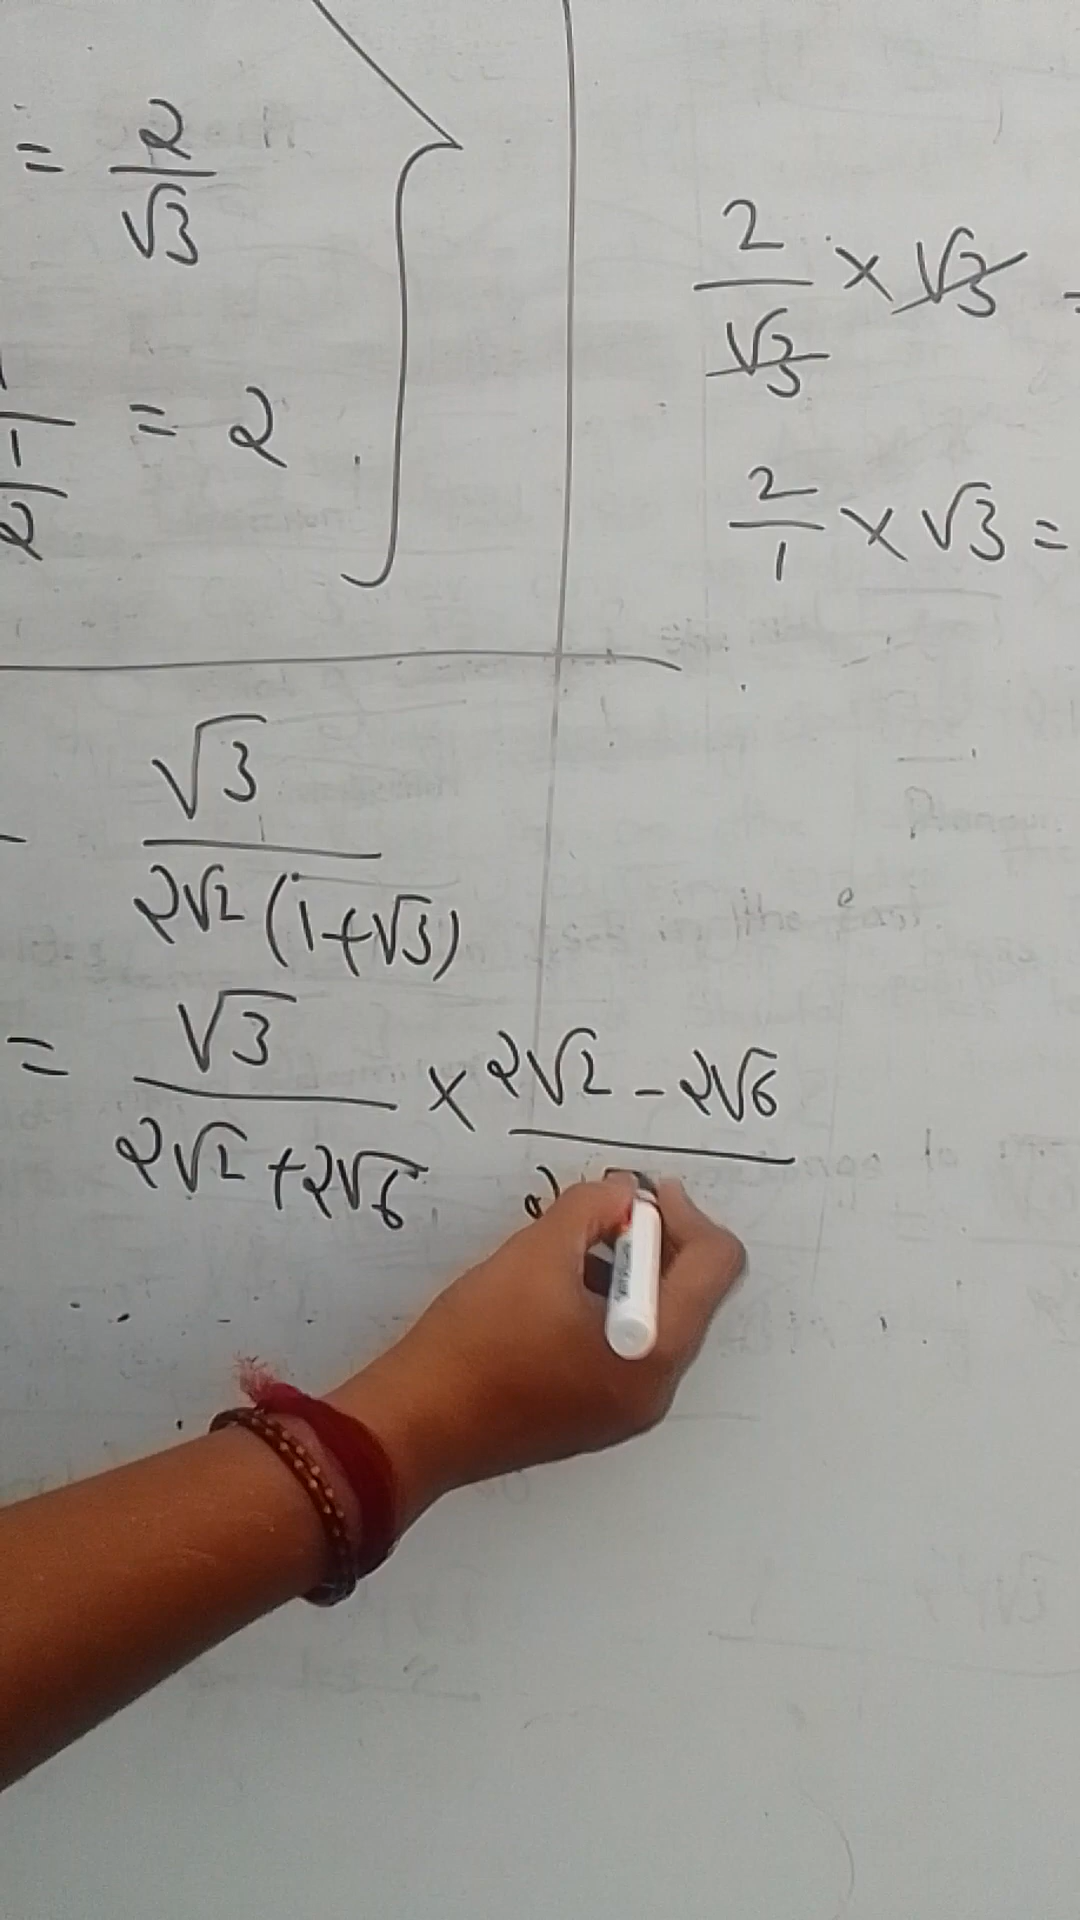 = 2/√3
= 2
2/√3 × √3
2/1 × √3 =
√3/2√2 (1+√3)
= √3/2√2+2√6 × 2√2 - 2√6